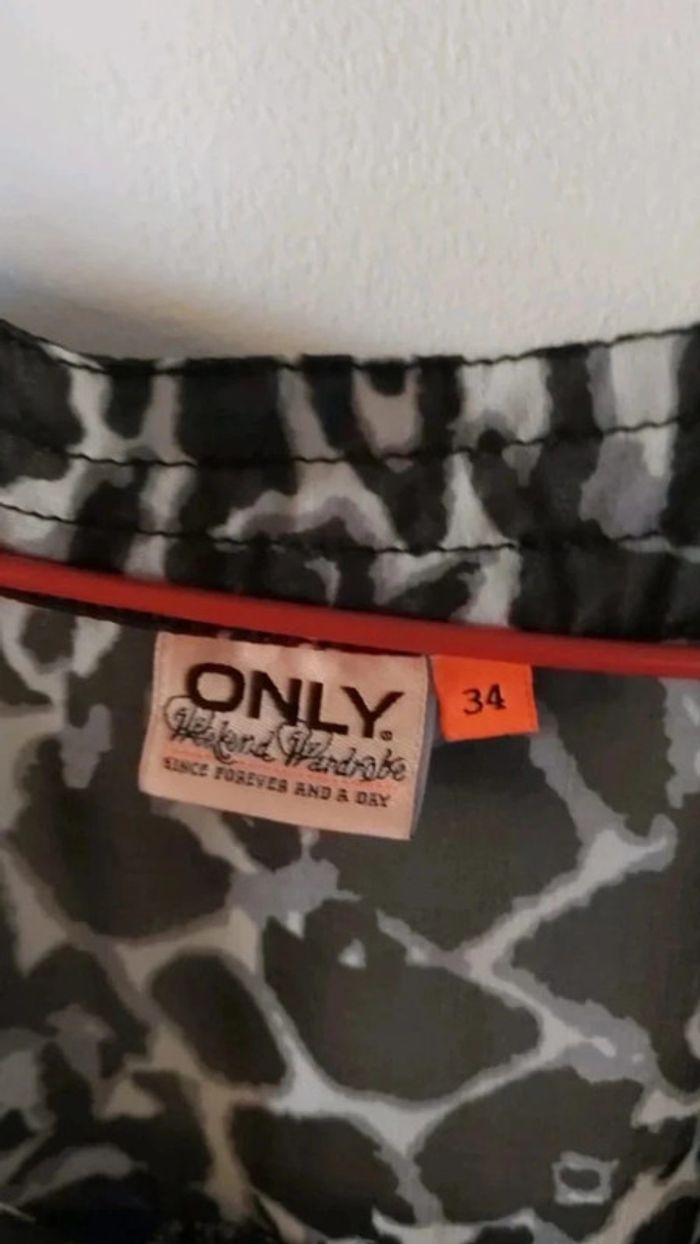 ONLY.®
Weekend Wardrobe
SINCE FOREVER AND A DAY
34